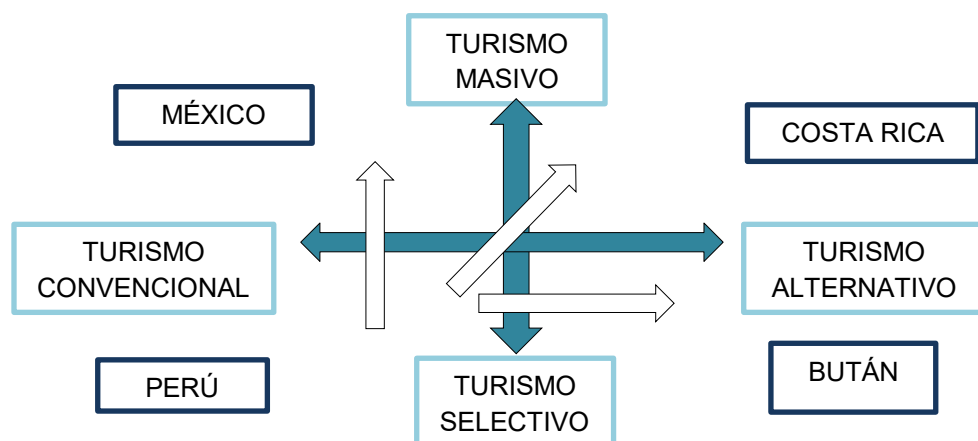 TURISMO
MASIVO
MÉXICO
COSTA RICA
TURISMO
CONVENCIONAL
TURISMO
ALTERNATIVO
PERÚ
TURISMO
SELECTIVO
BUTÁN